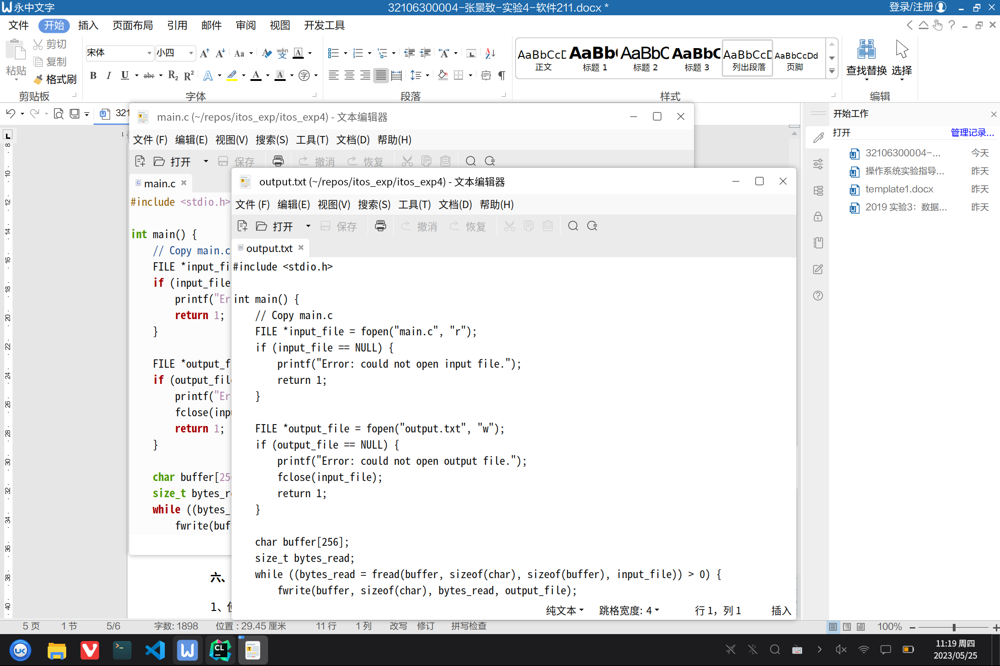 永中文字
32106300004-张景致-实验4-软件211.docx *
登录/注册
文件 开始 插入 页面布局 引用 邮件 审阅 视图 开发工具
粘贴
剪切
复制
格式刷
剪贴板
宋体 小四
字体
段落
AaBbCcD 正文
AaBb 标题 1
AaBbC 标题 2
AaBbC 标题 3
AaBbCcD 列出段落
AaBbCcDd 页脚
样式
查找替换 选择
编辑
321
main.c (~/repos/itos_exp/itos_exp4) - 文本编辑器
文件 (F) 编辑(E) 视图(V) 搜索(S) 工具(T) 文档(D) 帮助(H)
打开 保存 撤消 恢复
main.c
#include <stdio.h>
int main() {
// Copy main.c
FILE *input_fi
if (input_file
printf("Er
return 1;
}
FILE *output_f
if (output_fil
printf("Er
fclose(inp
return 1;
}
char buffer[25
size_t bytes_r
while ((bytes_
fwrite(buf
output.txt (~/repos/itos_exp/itos_exp4) - 文本编辑器
文件 (F) 编辑(E) 视图(V) 搜索(S) 工具(T) 文档(D) 帮助(H)
打开 保存 撤消 恢复
output.txt
#include <stdio.h>
int main() {
// Copy main.c
FILE *input_file = fopen("main.c", "r");
if (input_file == NULL) {
printf("Error: could not open input file.");
return 1;
}
FILE *output_file = fopen("output.txt", "w");
if (output_file == NULL) {
printf("Error: could not open output file.");
fclose(input_file);
return 1;
}
char buffer[256];
size_t bytes_read;
while ((bytes_read = fread(buffer, sizeof(char), sizeof(buffer), input_file)) > 0) {
fwrite(buffer, sizeof(char), bytes_read, output_file);
纯文本 跳格宽度: 4 行 1，列 1 插入
六、
1、
开始工作
打开 管理记录...
32106300004-... 今天
操作系统实验指导... 昨天
template1.docx 昨天
2019 实验3：数据... 昨天
8
10
12
14
16
18
20
22
24
26
28
30
32
34
36
38
40
5 页 1 节 5/6 字数: 1898 位置 : 29.45 厘米 11 行 1 列 改写 修订 拼写检查 100%
11:19 周四
2023/05/25